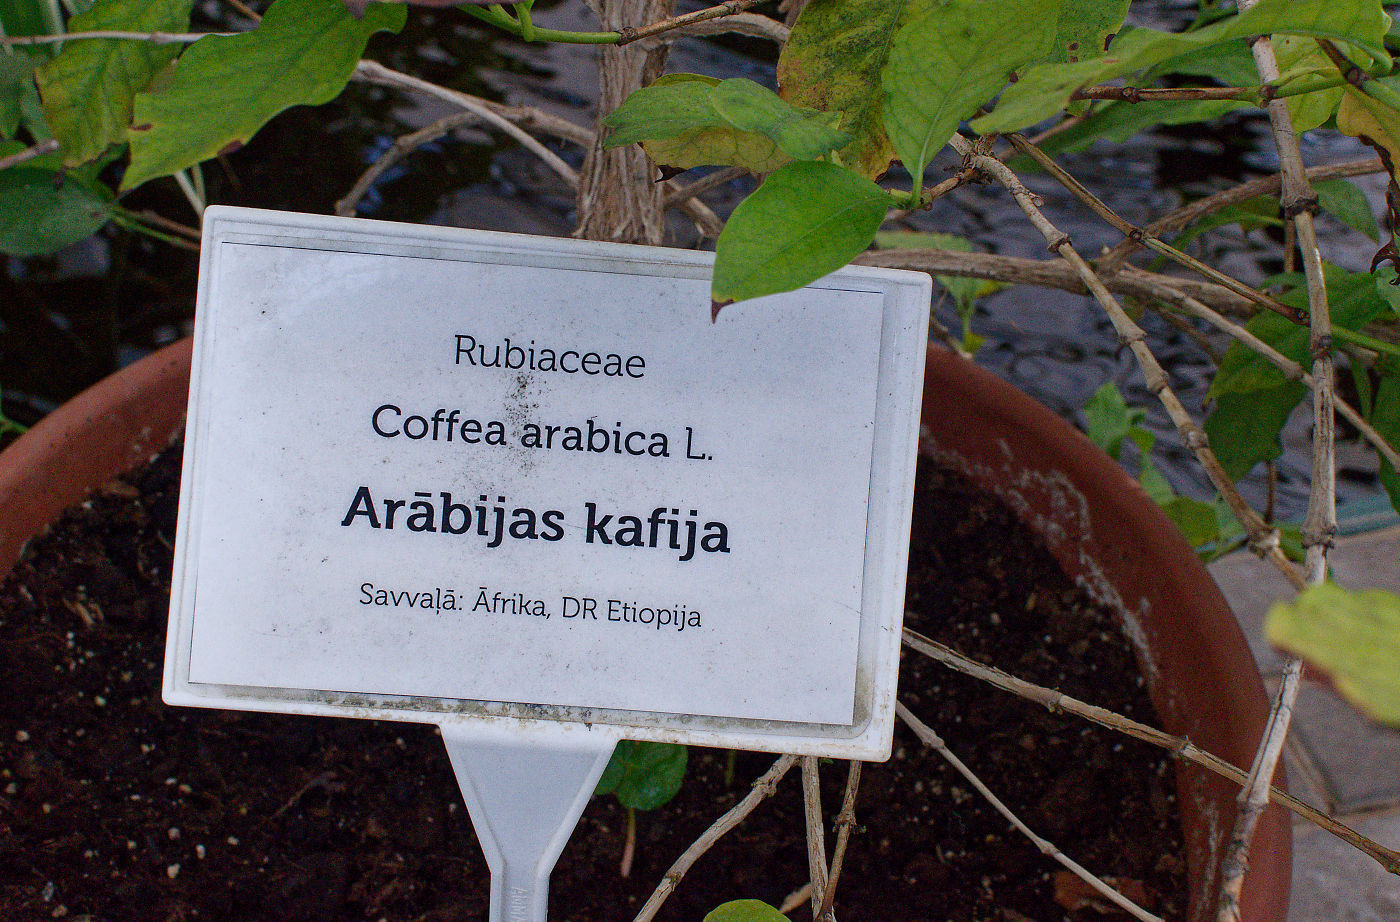 Rubiaceae
Coffea arabica L.
Arābijas kafija
Savvaļā: Āfrika, DR Etiopija